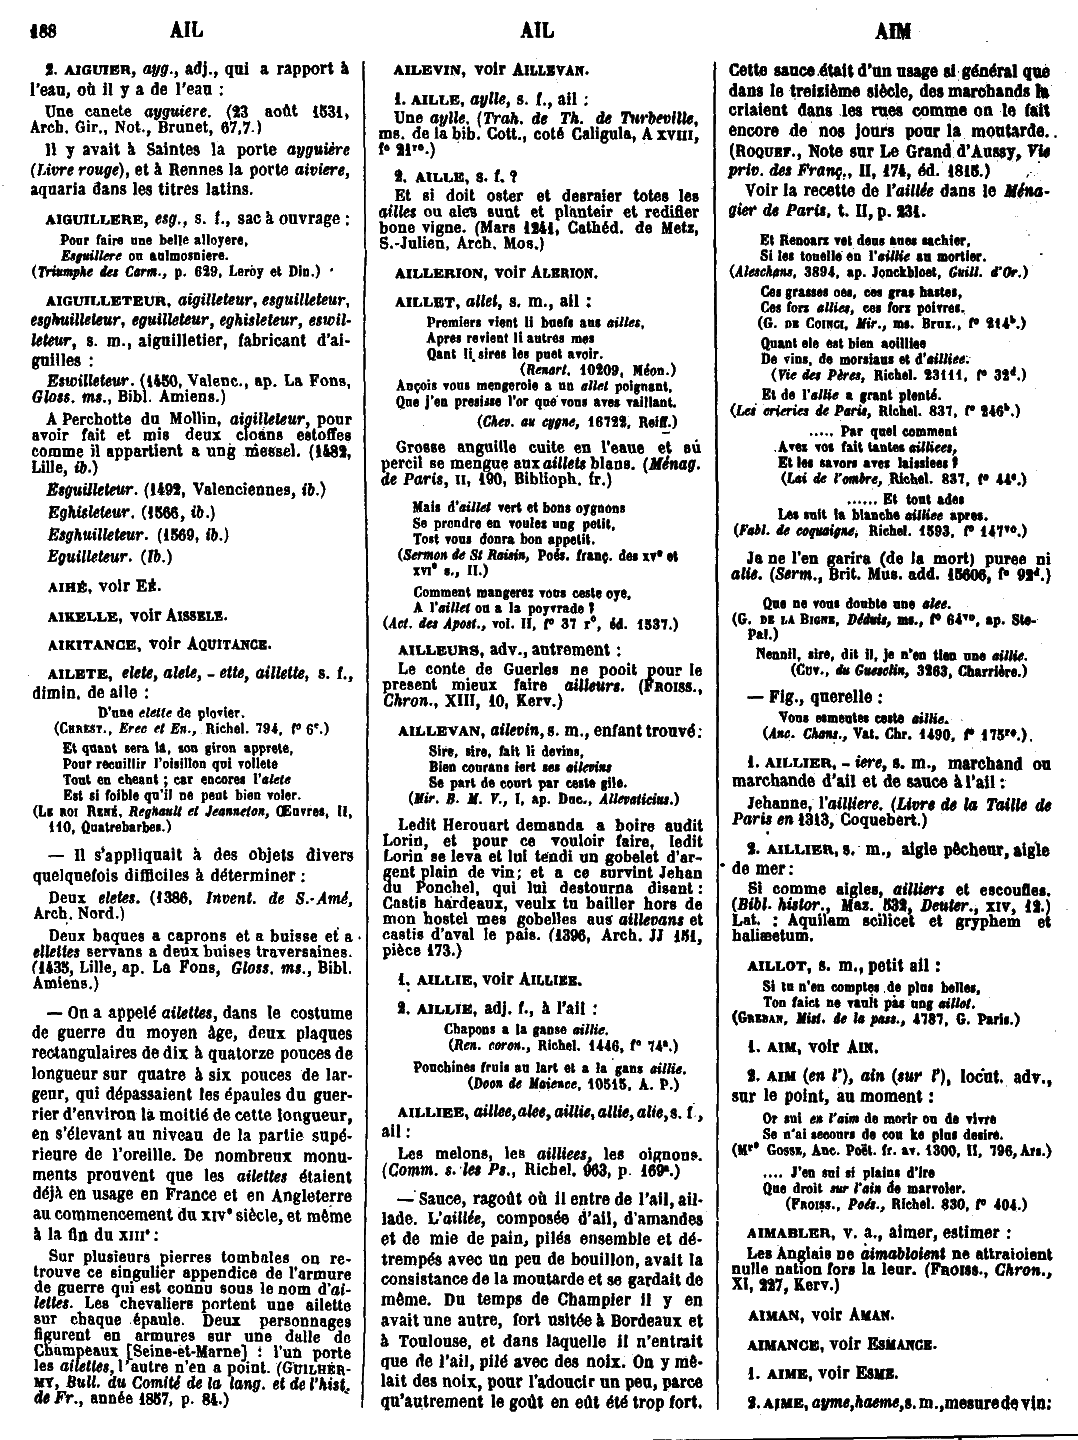 188 AIL AIL AIM
2. AIGUIER, ayg., adj., qui a rapport à
l'eau, où il y a de l'eau :
Une canete ayguiere. (23 août 1531,
Arch. Gir., Not., Brunet, 67,7.)
Il y avait à Saintes la porte ayguière
(Livre rouge), et à Rennes la porte aiviere,
aquaria dans les titres latins.
AIGUILLERE, esg., s. f., sac à ouvrage :
Pour faire une belle alloyere,
Esguillere ou aulmosniere.
(Triumphe des Carm., p. 629, Leroy et Din.)
AIGUILLETEUR, aigilleteur, esguilleteur,
esghuilleteur, eguilleteur, eghisleteur, eswil-
leteur, s. m., aiguilletier, fabricant d'ai-
guilles :
Eswilleteur. (1450, Valenc., ap. La Fons,
Gloss. ms., Bibl. Amiens.)
A Perchotte du Mollin, aigilleteur, pour
avoir fait et mis deux cloans estoffes
comme il appartient a ung messel. (1482,
Lille, ib.)
Esguilleteur. (1492, Valenciennes, ib.)
Eghisleteur. (1566, ib.)
Esghuilleteur. (1569, ib.)
Eguilleteur. (Ib.)
AIHÉ, voir EÉ.
AIKELLE, voir AISSELE.
AIKITANCE, voir AQUITANCE.
AILETE, elete, alete, - ette, aillette, s. f.,
dimin. de aile :
D'une elette de plovier.
(CHREST., Erec et En., Richel. 794, f° 6ᶜ.)
Et quant sera là, son giron apprete,
Pour recuillir l'oisillon qui vollete
Tout en cheant ; car encores l'alete
Est si foible qu'il ne peut bien voler.
(LE ROI RENÉ, Regnault et Jeanneton, Œuvres, II,
110, Quatrebarbes.)
— Il s'appliquait à des objets divers
quelquefois difficiles à déterminer :
Deux eletes. (1386, Invent. de S.-Amé,
Arch. Nord.)
Deux baques a caprons et a buisse et a
ellettes servans a deux buises traversaines.
(1435, Lille, ap. La Fons, Gloss. ms., Bibl.
Amiens.)
— On a appelé ailettes, dans le costume
de guerre du moyen âge, deux plaques
rectangulaires de dix à quatorze pouces de
longueur sur quatre à six pouces de lar-
geur, qui dépassaient les épaules du guer-
rier d'environ la moitié de cette longueur,
en s'élevant au niveau de la partie supé-
rieure de l'oreille. De nombreux monu-
ments prouvent que les ailettes étaient
déjà en usage en France et en Angleterre
au commencement du XIVᵉ siècle, et même
à la fin du XIIIᵉ :
Sur plusieurs pierres tombales on re-
trouve ce singulier appendice de l'armure
de guerre qui est connu sous le nom d'ai-
lettes. Les chevaliers portent une ailette
sur chaque épaule. Deux personnages
figurent en armures sur une dalle de
Champeaux [Seine-et-Marne] : l'un porte
les ailettes, l'autre n'en a point. (GUILHER-
MY, Bull. du Comité de la lang. et de l'hist.
de Fr., année 1857, p. 84.)
AILEVIN, voir AILLEVAN.
1. AILLE, aylle, s. f., ail :
Une aylle. (Trah. de Th. de Turbeville,
ms. de la bib. Cott., coté Caligula, A XVIII,
f° 21ʳᵒ.)
2. AILLE, s. f. ?
Et si doit oster et desraier totes les
ailles ou ales sunt et planteir et redifier
bone vigne. (Mars 1241, Cathéd. de Metz,
S.-Julien, Arch. Mos.)
AILLERION, voir ALERION.
AILLET, allet, s. m., ail :
Premiers vient li buefs aus ailles,
Apres revient li autres mes
Qant li sires les puet avoir.
(Renart, 10209, Méon.)
Ançois vous mengeroie a un allet poignant,
Que j'en presisse l'or que vous aves vaillant.
(Chev. au cygne, 16722, Reiff.)
Grosse anguille cuite en l'eaue et au
percil se mengue aux aillets blans. (Ménag.
de Paris, II, 190, Biblioph. fr.)
Mais d'aillet vert et bons oygnons
Se prendre en voules ung petit,
Tost vous donra bon appetit.
(Sermon de St Raisin, Poés. franç. des XVᵉ et
XVIᵉ s., II.)
Comment mangerez vous ceste oye,
A l'aillet ou a la poyvrade ?
(Act. des Apost., vol. II, f° 37 r°, éd. 1537.)
AILLEURS, adv., autrement :
Le conte de Guerles ne pooit pour le
present mieux faire ailleurs. (FROISS.,
Chron., XIII, 10, Kerv.)
AILLEVAN, ailevin, s. m., enfant trouvé :
Sire, sire, fait li devins,
Bien courans iert ses ailevins
Se part de court par ceste gile.
(Mir. B. M. V., I, ap. Duc., Allevaticius.)
Ledit Herouart demanda a boire audit
Lorin, et pour ce vouloir faire, ledit
Lorin se leva et lui tendi un gobelet d'ar-
gent plain de vin; et a ce survint Jehan
du Ponchel, qui lui destourna disant :
Castis hardeaux, veulx tu bailler hors de
mon hostel mes gobelles aus aillevans et
castis d'aval le païs. (1396, Arch. JJ 151,
pièce 173.)
1. AILLIE, voir AILLIEE.
2. AILLIE, adj. f., à l'ail :
Chapons a la ganse aillie.
(Ren. coron., Richel. 1446, f° 74ᵃ.)
Pouchines fruis au lart et a la gans aillie.
(Doon de Maience, 10515, A. P.)
AILLIEE, aillee, alee, aillie, allie, alie, s. f.,
ail :
Les melons, les ailliees, les oignons.
(Comm. s. les Ps., Richel. 963, p. 169ᵃ.)
— Sauce, ragoût où il entre de l'ail, ail-
lade. L'aillée, composée d'ail, d'amandes
et de mie de pain, pilés ensemble et dé-
trempés avec un peu de bouillon, avait la
consistance de la moutarde et se gardait de
même. Du temps de Champier il y en
avait une autre, fort usitée à Bordeaux et
à Toulouse, et dans laquelle il n'entrait
que de l'ail, pilé avec des noix. On y mê-
lait des noix, pour l'adoucir un peu, parce
qu'autrement le goût en eût été trop fort.
Cette sauce était d'un usage si général que
dans le treizième siècle, des marchands la
criaient dans les rues comme on le fait
encore de nos jours pour la moutarde.
(ROQUEF., Note sur Le Grand d'Aussy, Vie
priv. des Franç., II, 174, éd. 1815.)
Voir la recette de l'aillée dans le Ména-
gier de Paris, t. II, p. 231.
Et Renoarz vet deus anes sachier,
Si les touelle en l'aillie au mortier.
(Aleschans, 3894, ap. Jonckbloet, Guill. d'Or.)
Ces grasses oes, ces gras hastes,
Ces fors allies, ces fors poivres.
(G. DE COINCI, Mir., ms. Brux., f° 214ᵇ.)
Quant ele est bien aoilliee
De vins, de morsiaus et d'ailliee.
(Vie des Pères, Richel. 23111, f° 32ᵈ.)
Et de l'allie a grant plenté.
(Les crieries de Paris, Richel. 837, f° 246ᵇ.)
..... Par quel comment
Avez vos fait tantes ailliees,
Et les savors aves laissiees ?
(Lai de l'ombre, Richel. 837, f° 44ᵃ.)
...... Et tout ades
Les suit la blanche ailliee apres.
(Fabl. de coquaigne, Richel. 1593, f° 147ᵛᵒ.)
Ja ne l'en garira (de la mort) puree ni
alie. (Serm., Brit. Mus. add. 15606, f° 92ᵈ.)
Que ne vous double une alee.
(G. DE LA BIGNE, Déduis, ms., f° 64ᵛᵒ, ap. Ste-
Pal.)
Nennil, sire, dit il, je n'en tien une aillie.
(CUV., du Guesclin, 3263, Charrière.)
— Fig., querelle :
Vous esmeutes ceste aillie.
(Anc. Chans., Vat. Chr. 1490, f° 175ʳᵒ.)
1. AILLIER, - iere, s. m., marchand ou
marchande d'ail et de sauce à l'ail :
Jehanne, l'ailliere. (Livre de la Taille de
Paris en 1313, Coquebert.)
2. AILLIER, s. m., aigle pêcheur, aigle
de mer :
Si comme aigles, ailliers et escoufles.
(Bibl. histor., Maz. 532, Deuter., XIV, 12.)
Lat. : Aquilam scilicet et gryphem et
haliæetum.
AILLOT, s. m., petit ail :
Si tu n'en comptes de plus belles,
Ton faict ne vault pas ung aillot.
(GREBAN, Mist. de la pass., 4787, G. Paris.)
1. AIM, voir AIN.
2. AIM (en l'), ain (sur l'), locut. adv.,
sur le point, au moment :
Or sui en l'aim de morir ou de vivre
Se n'ai secours de cou ke plus desire.
(Mʳᵉ GOSSE, Anc. Poët. fr. av. 1300, II, 796, Ars.)
.... J'en sui si plains d'ire
Que droit sur l'ain de marvoier.
(FROISS., Poés., Richel. 830, f° 404.)
AIMABLER, v. a., aimer, estimer :
Les Anglais ne aimabloient ne attraioient
nulle nation fors la leur. (FROISS., Chron.,
XI, 227, Kerv.)
AIMAN, voir AMAN.
AIMANCE, voir ESMANCE.
1. AIME, voir ESME.
2. AIME, ayme, haeme, s. m., mesure de vin: